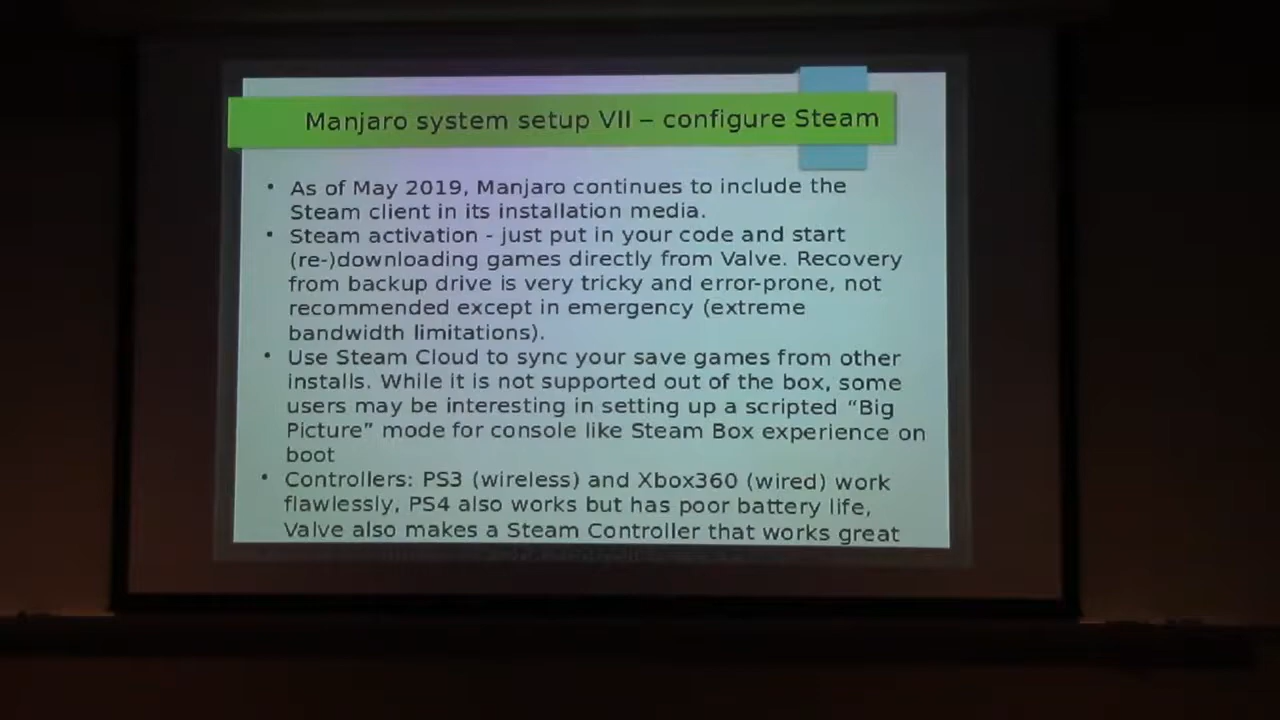 Manjaro system setup VII – configure Steam
• As of May 2019, Manjaro continues to include the
Steam client in its installation media.
• Steam activation - just put in your code and start
(re-)downloading games directly from Valve. Recovery
from backup drive is very tricky and error-prone, not
recommended except in emergency (extreme
bandwidth limitations).
• Use Steam Cloud to sync your save games from other
installs. While it is not supported out of the box, some
users may be interesting in setting up a scripted “Big
Picture” mode for console like Steam Box experience on
boot
• Controllers: PS3 (wireless) and Xbox360 (wired) work
flawlessly, PS4 also works but has poor battery life,
Valve also makes a Steam Controller that works great